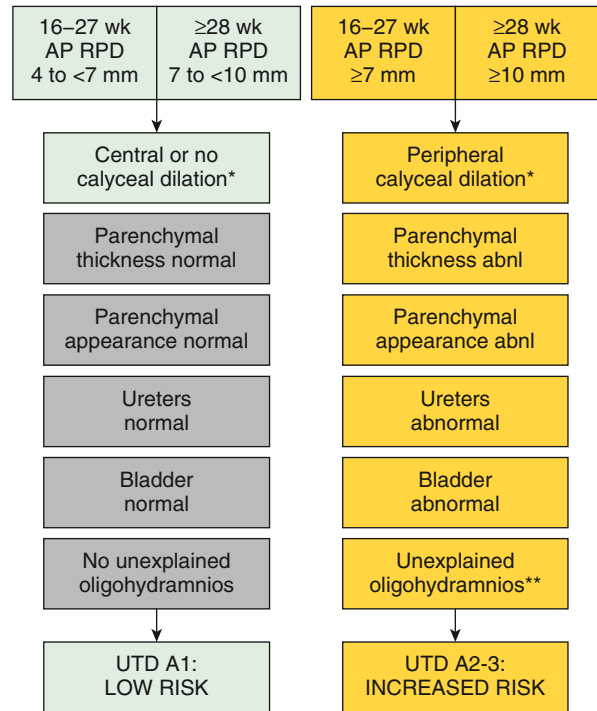 16–27 wk
AP RPD
4 to <7 mm
≥28 wk
AP RPD
7 to <10 mm
Central or no
calyceal dilation*
Parenchymal
thickness normal
Parenchymal
appearance normal
Ureters
normal
Bladder
normal
No unexplained
oligohydramnios
UTD A1:
LOW RISK
16–27 wk
AP RPD
≥7 mm
≥28 wk
AP RPD
≥10 mm
Peripheral
calyceal dilation*
Parenchymal
thickness abnl
Parenchymal
appearance abnl
Ureters
abnormal
Bladder
abnormal
Unexplained
oligohydramnios**
UTD A2-3:
INCREASED RISK